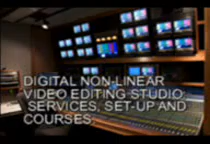 DIGITAL NON-LINEAR
VIDEO EDITING STUDIO:
SERVICES, SET-UP AND
COURSES: